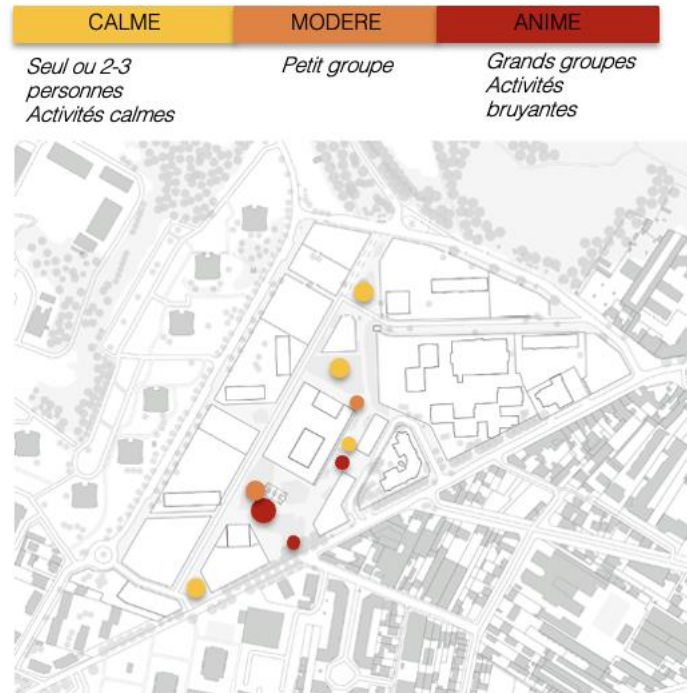 CALME
MODERE
ANIME
Seul ou 2-3
personnes
Activités calmes
Petit groupe
Grands groupes
Activités
bruyantes